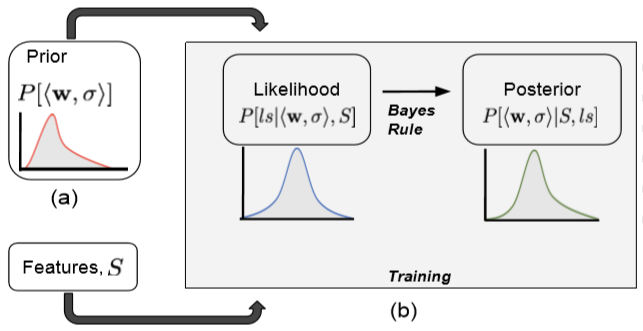 Prior
P[⟨w, σ⟩]
(a)
Features, S
Likelihood
P[ls|⟨w, σ⟩, S]
Bayes
Rule
Posterior
P[⟨w, σ⟩|S, ls]
Training
(b)